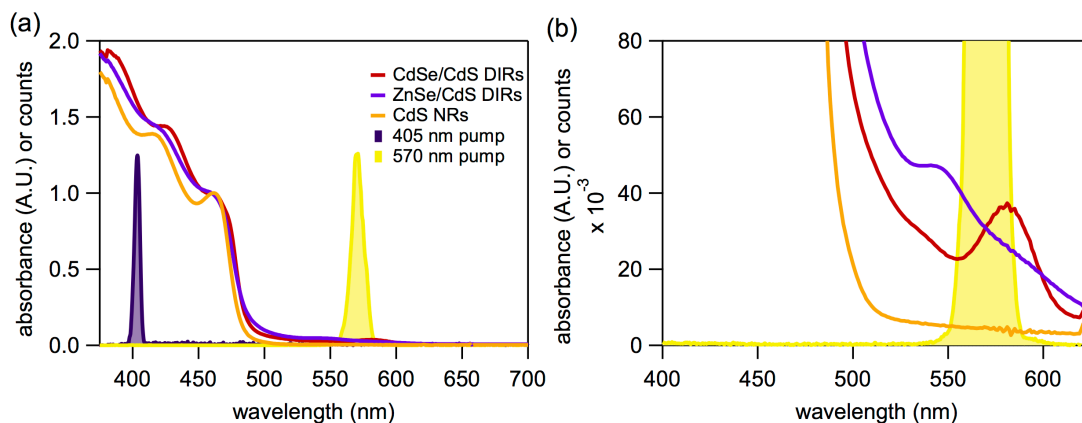 (a)
2.0
1.5
1.0
0.5
0.0
absorbance (A.U.) or counts
CdSe/CdS DIRs
ZnSe/CdS DIRs
CdS NRs
405 nm pump
570 nm pump
400 450 500 550 600 650 700
wavelength (nm)
(b)
80
60
40
20
0
absorbance (A.U.) or counts
x 10⁻³
400 450 500 550 600
wavelength (nm)